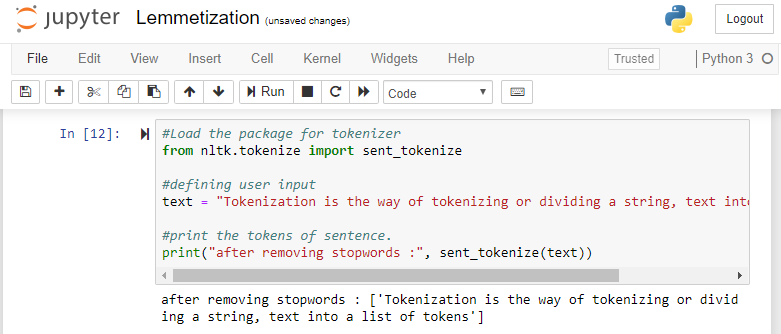 jupyter Lemmetization (unsaved changes)
Logout
File Edit View Insert Cell Kernel Widgets Help
Trusted Python 3
Run Code
In [12]:
#Load the package for tokenizer
from nltk.tokenize import sent_tokenize
#defining user input
text = "Tokenization is the way of tokenizing or dividing a string, text int
#print the tokens of sentence.
print("after removing stopwords :", sent_tokenize(text))
after removing stopwords : ['Tokenization is the way of tokenizing or divid
ing a string, text into a list of tokens']